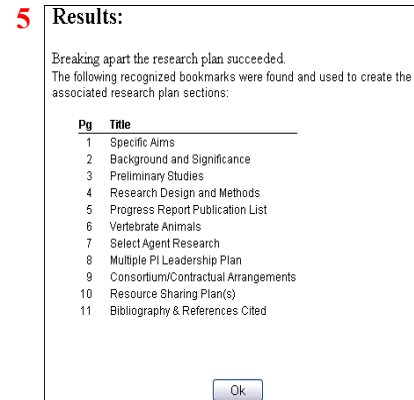 5 Results:
Breaking apart the research plan succeeded.
The following recognized bookmarks were found and used to create the
associated research plan sections:
Pg Title
1 Specific Aims
2 Background and Significance
3 Preliminary Studies
4 Research Design and Methods
5 Progress Report Publication List
6 Vertebrate Animals
7 Select Agent Research
8 Multiple PI Leadership Plan
9 Consortium/Contractual Arrangements
10 Resource Sharing Plan(s)
11 Bibliography & References Cited
Ok